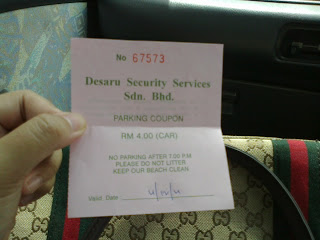 No 67573
Desaru Security Services
Sdn. Bhd.
PARKING COUPON
RM 4.00 (CAR)
NO PARKING AFTER 7.00 P.M
PLEASE DO NOT LITTER
KEEP OUR BEACH CLEAN
Valid Date